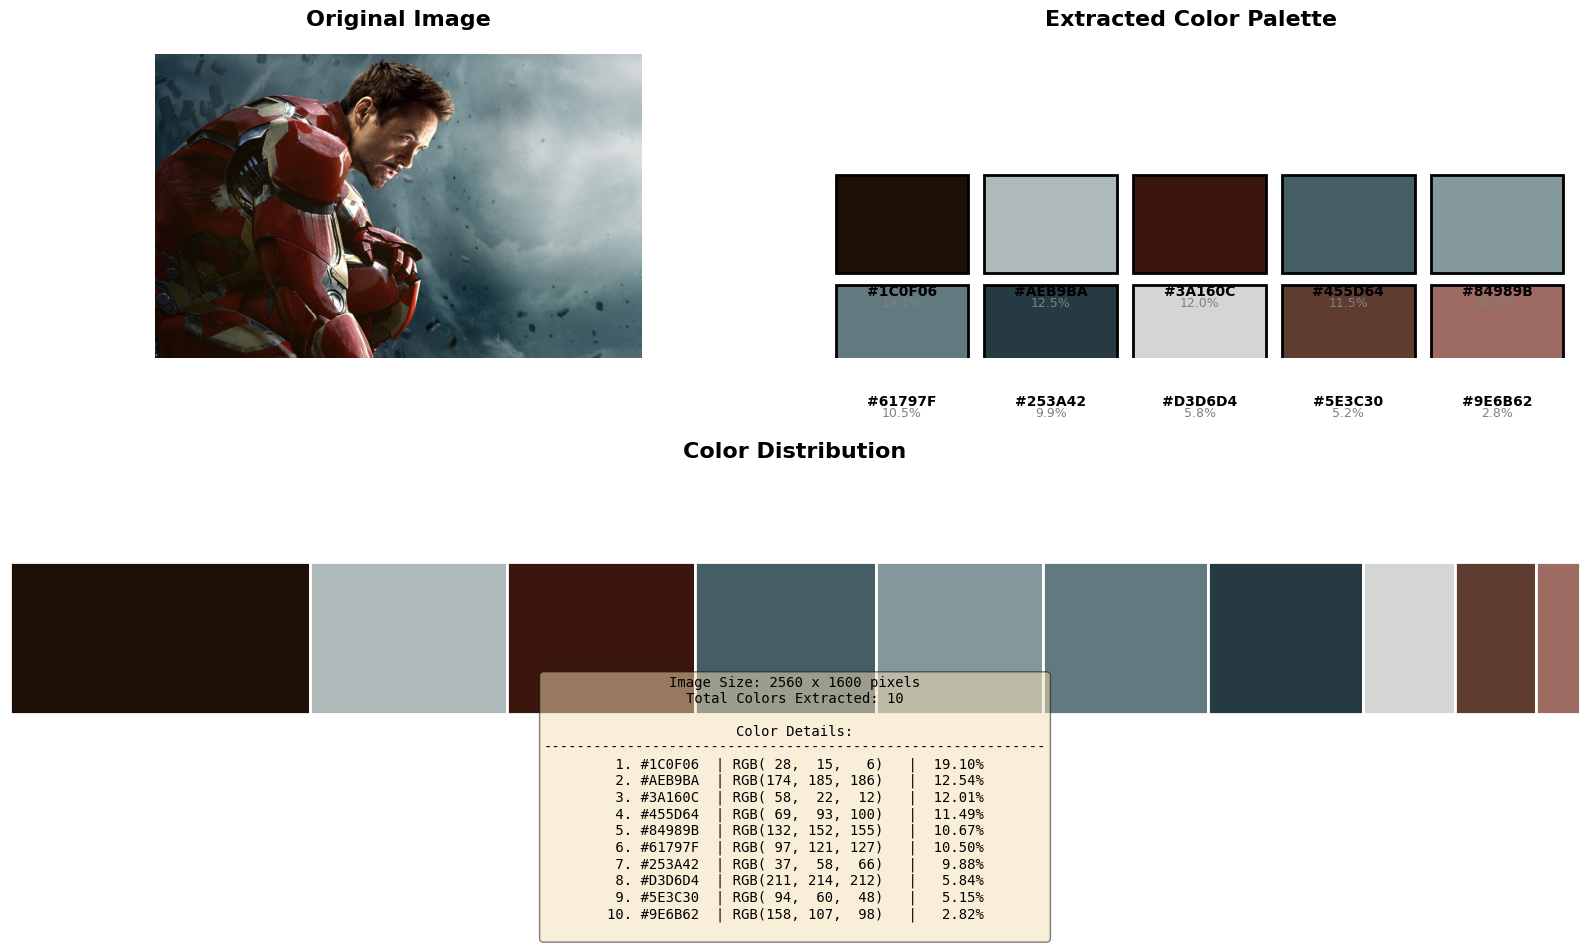 Original Image
Extracted Color Palette
#1C0F06 #AEB9BA #3A160C #455D64 #84989B
19.1% 12.5% 12.0% 11.5%
#61797F #253A42 #D3D6D4 #5E3C30 #9E6B62
10.5% 9.9% 5.8% 5.2% 2.8%
Color Distribution
Image Size: 2560 x 1600 pixels
Total Colors Extracted: 10
Color Details:
------------------------------------------------------------
1. #1C0F06 | RGB( 28, 15, 6) | 19.10%
2. #AEB9BA | RGB(174, 185, 186) | 12.54%
3. #3A160C | RGB( 58, 22, 12) | 12.01%
4. #455D64 | RGB( 69, 93, 100) | 11.49%
5. #84989B | RGB(132, 152, 155) | 10.67%
6. #61797F | RGB( 97, 121, 127) | 10.50%
7. #253A42 | RGB( 37, 58, 66) | 9.88%
8. #D3D6D4 | RGB(211, 214, 212) | 5.84%
9. #5E3C30 | RGB( 94, 60, 48) | 5.15%
10. #9E6B62 | RGB(158, 107, 98) | 2.82%